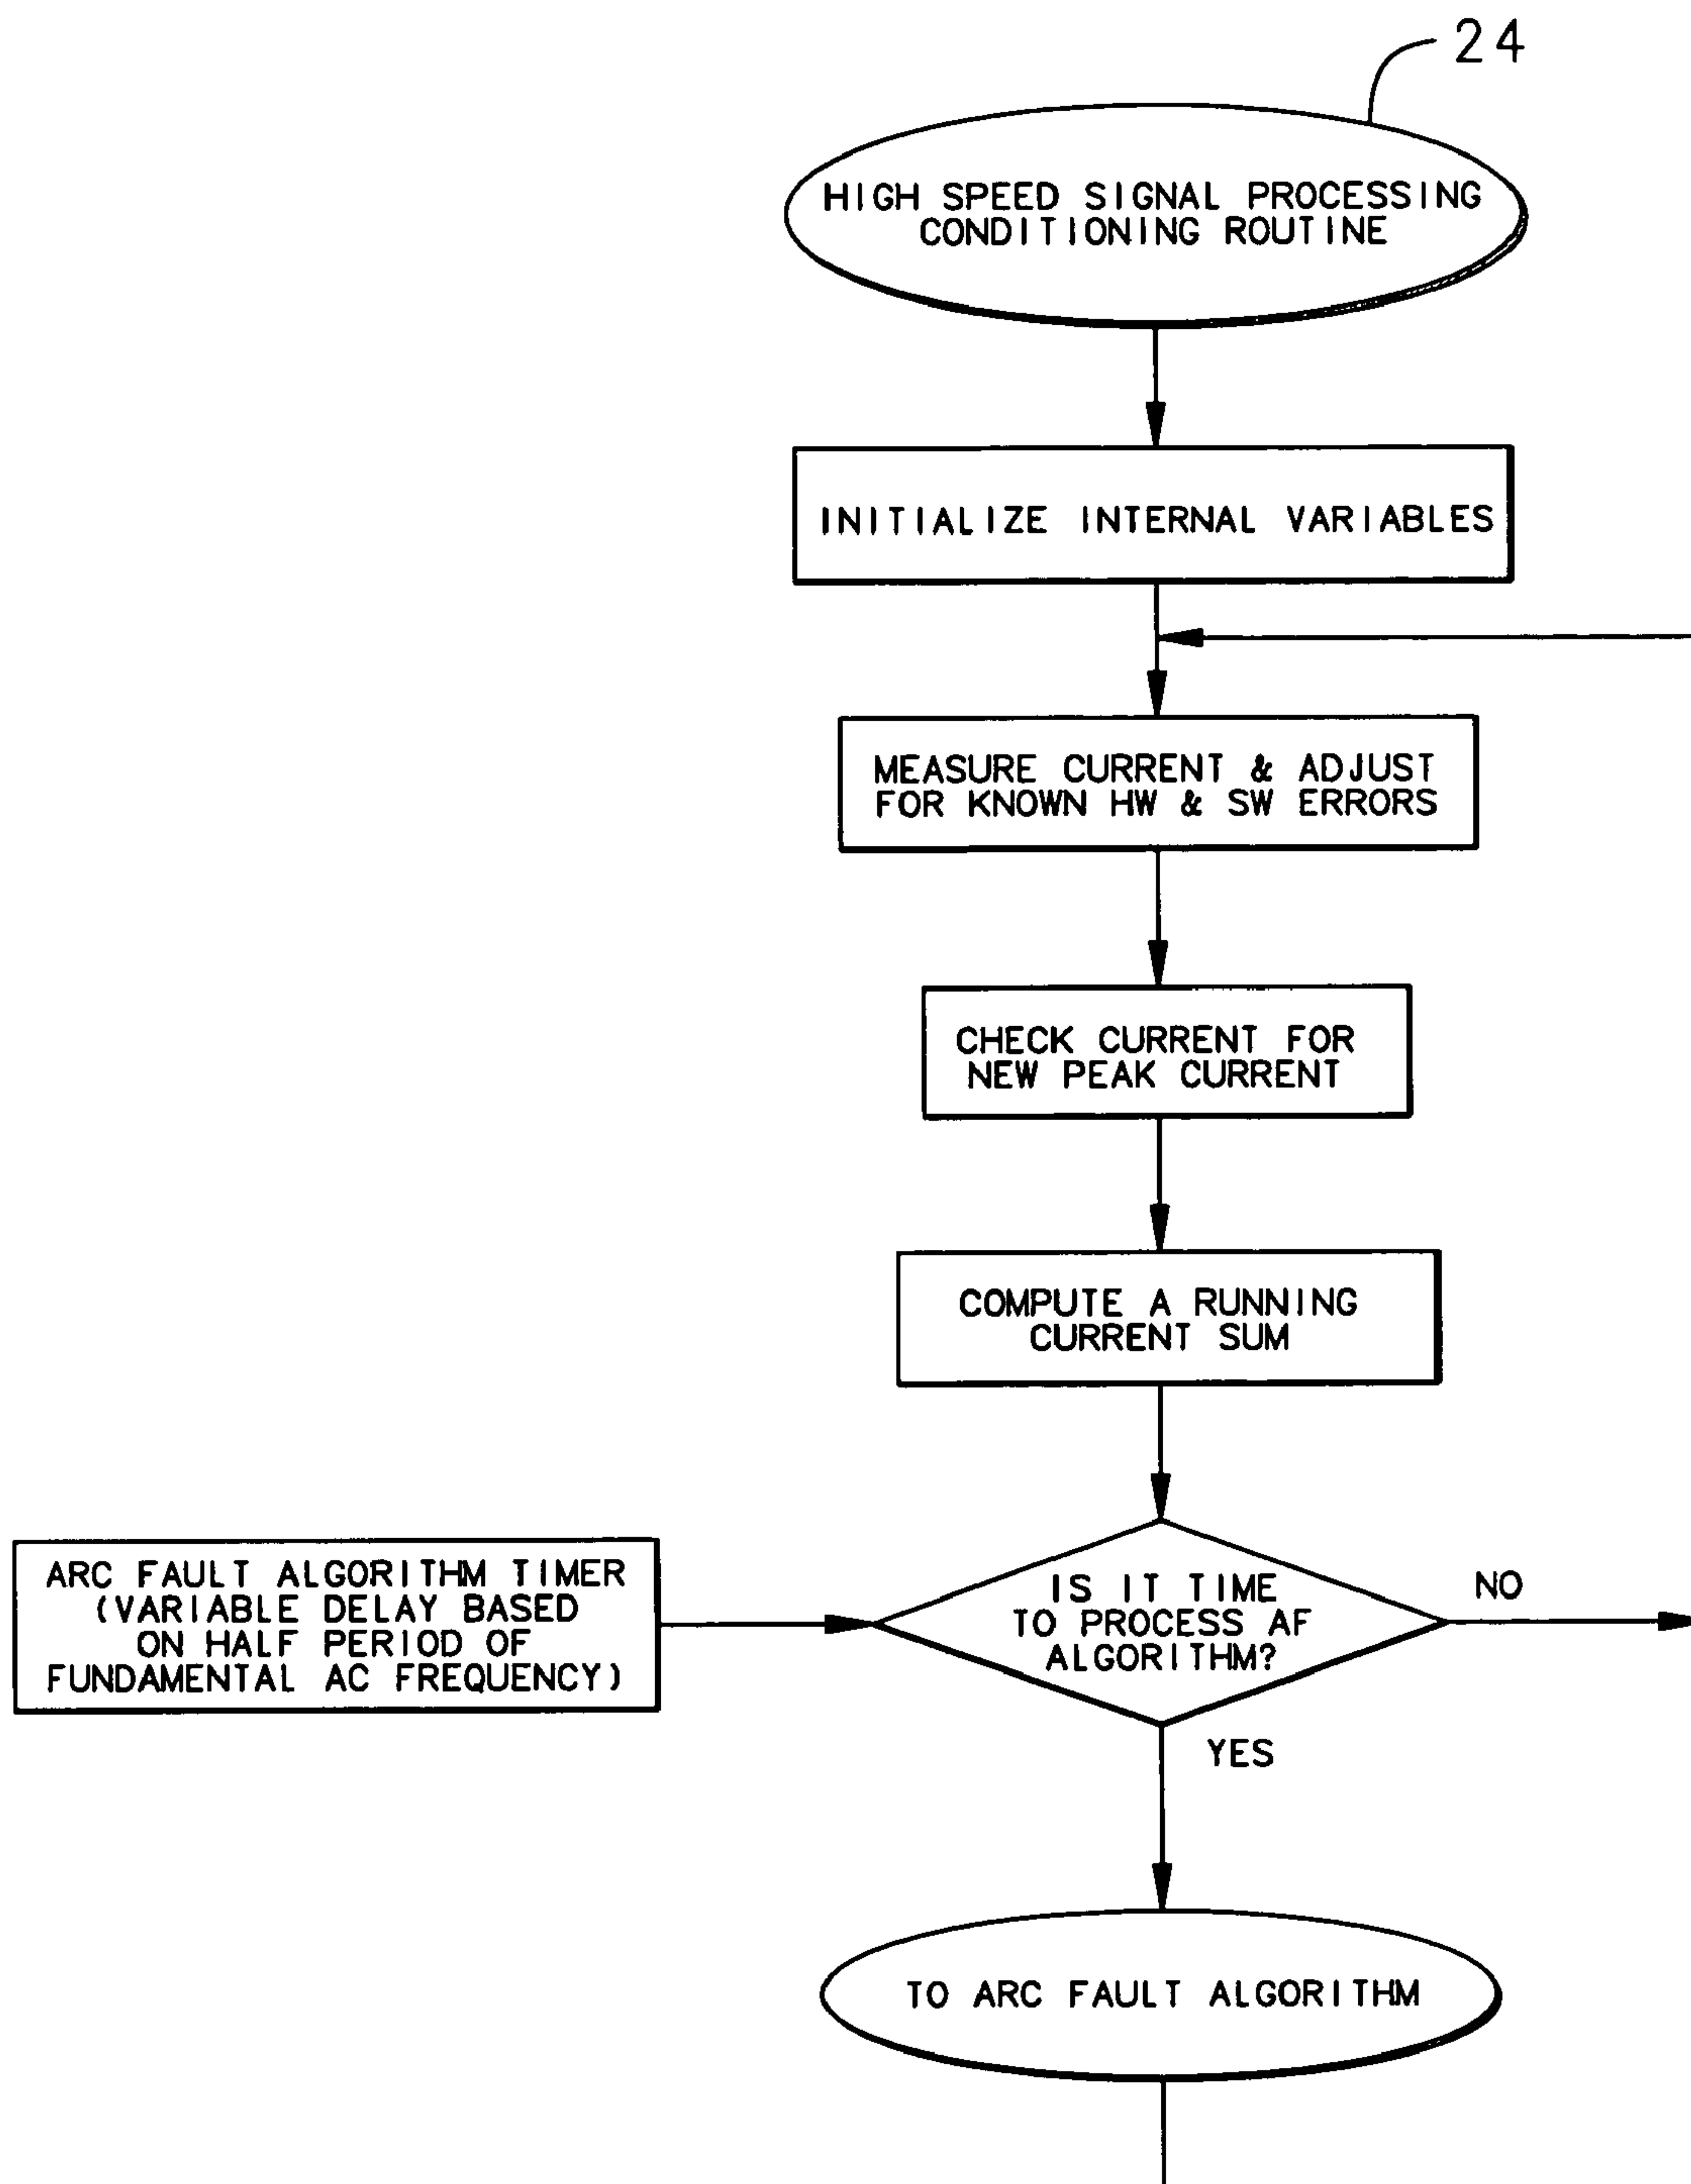 24
HIGH SPEED SIGNAL PROCESSING
CONDITIONING ROUTINE
INITIALIZE INTERNAL VARIABLES
MEASURE CURRENT & ADJUST
FOR KNOWN HW & SW ERRORS
CHECK CURRENT FOR
NEW PEAK CURRENT
COMPUTE A RUNNING
CURRENT SUM
ARC FAULT ALGORITHM TIMER
(VARIABLE DELAY BASED
ON HALF PERIOD OF
FUNDAMENTAL AC FREQUENCY)
IS IT TIME
TO PROCESS AF
ALGORITHM?
NO
YES
TO ARC FAULT ALGORITHM